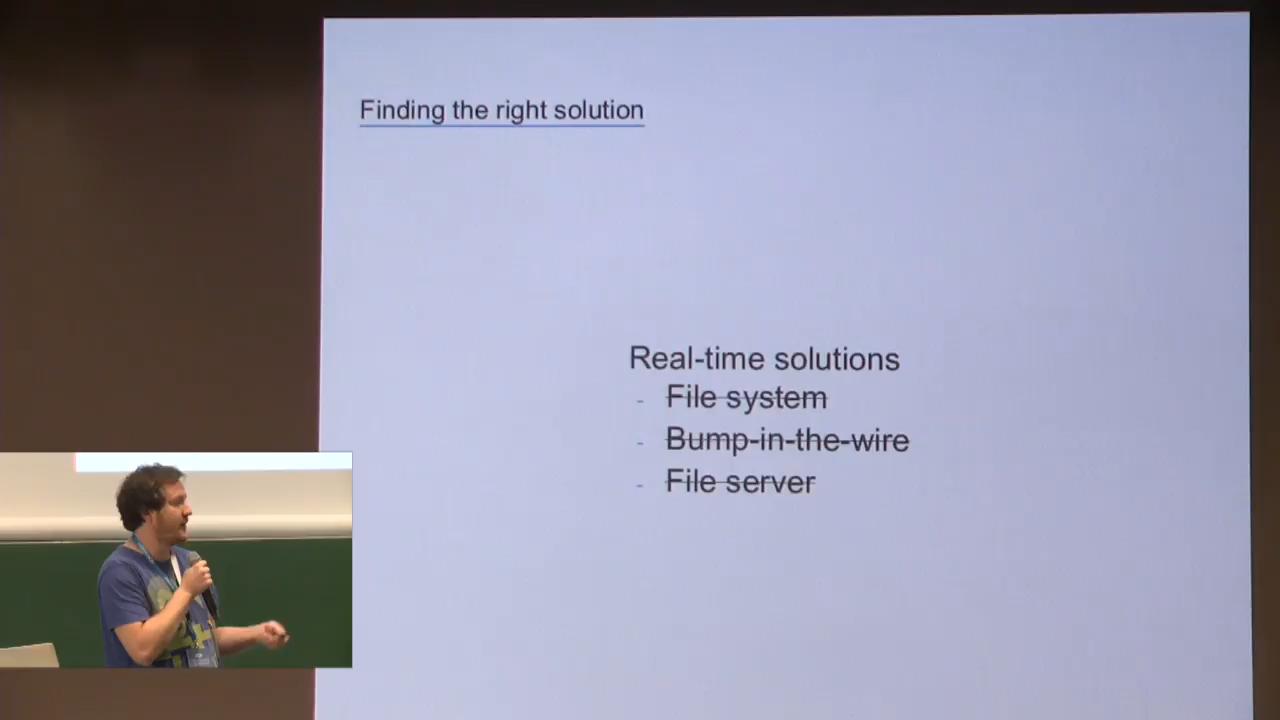 Finding the right solution
Real-time solutions
- File system
- Bump-in-the-wire
- File server